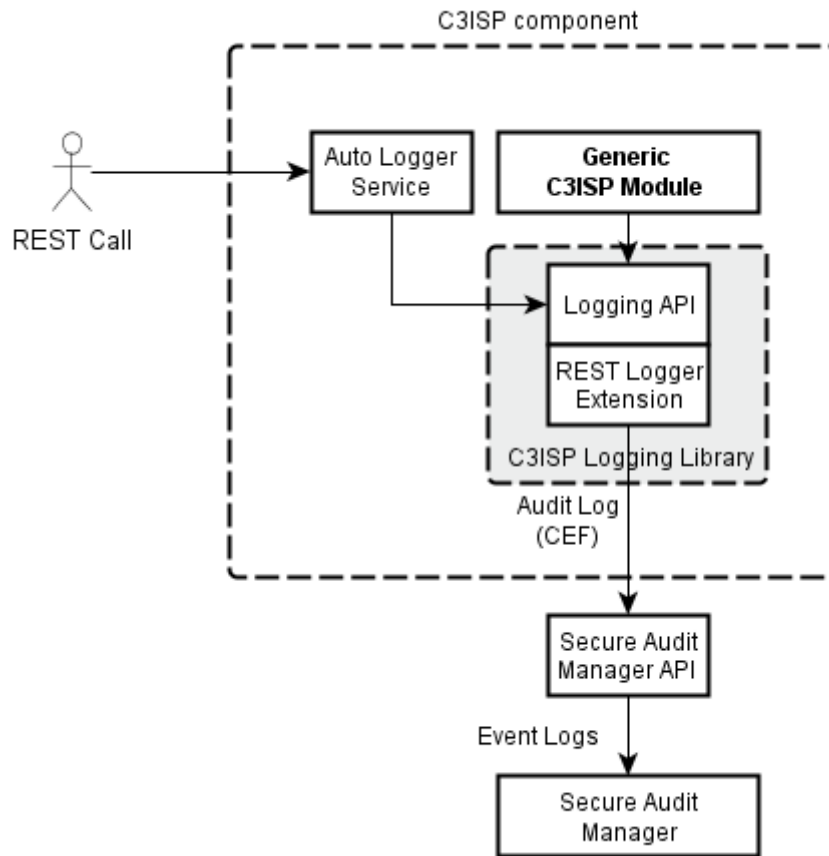 C3ISP component
Auto Logger
Service
Generic
C3ISP Module
REST Call
Logging API
REST Logger
Extension
C3ISP Logging Library
Audit Log
(CEF)
Secure Audit
Manager API
Event Logs
Secure Audit
Manager